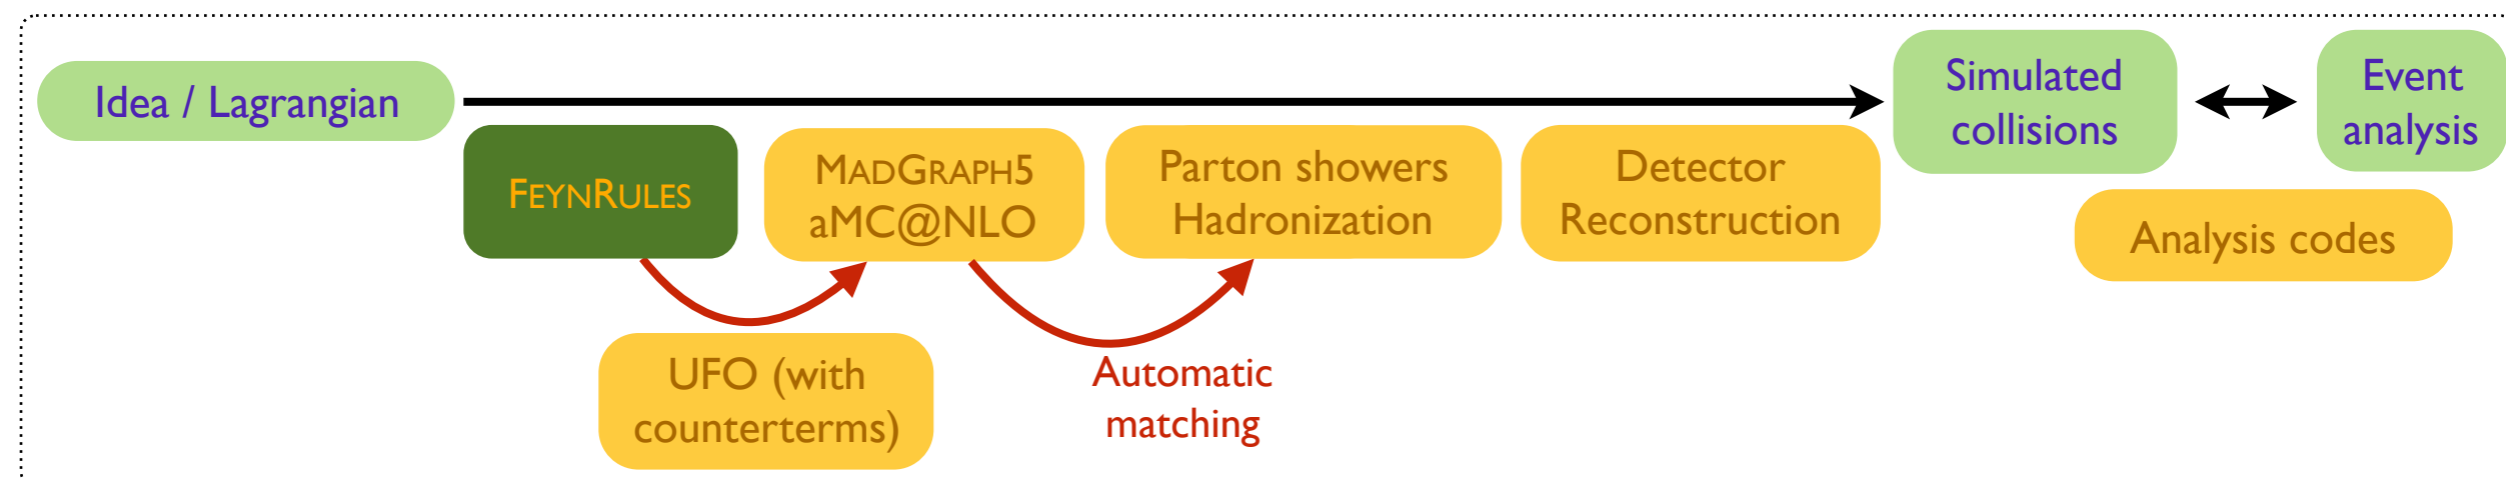 Idea / Lagrangian
Simulated
collisions
Event
analysis
FEYNRULES
MADGRAPH5
aMC@NLO
Parton showers
Hadronization
Detector
Reconstruction
Analysis codes
UFO (with
counterterms)
Automatic
matching